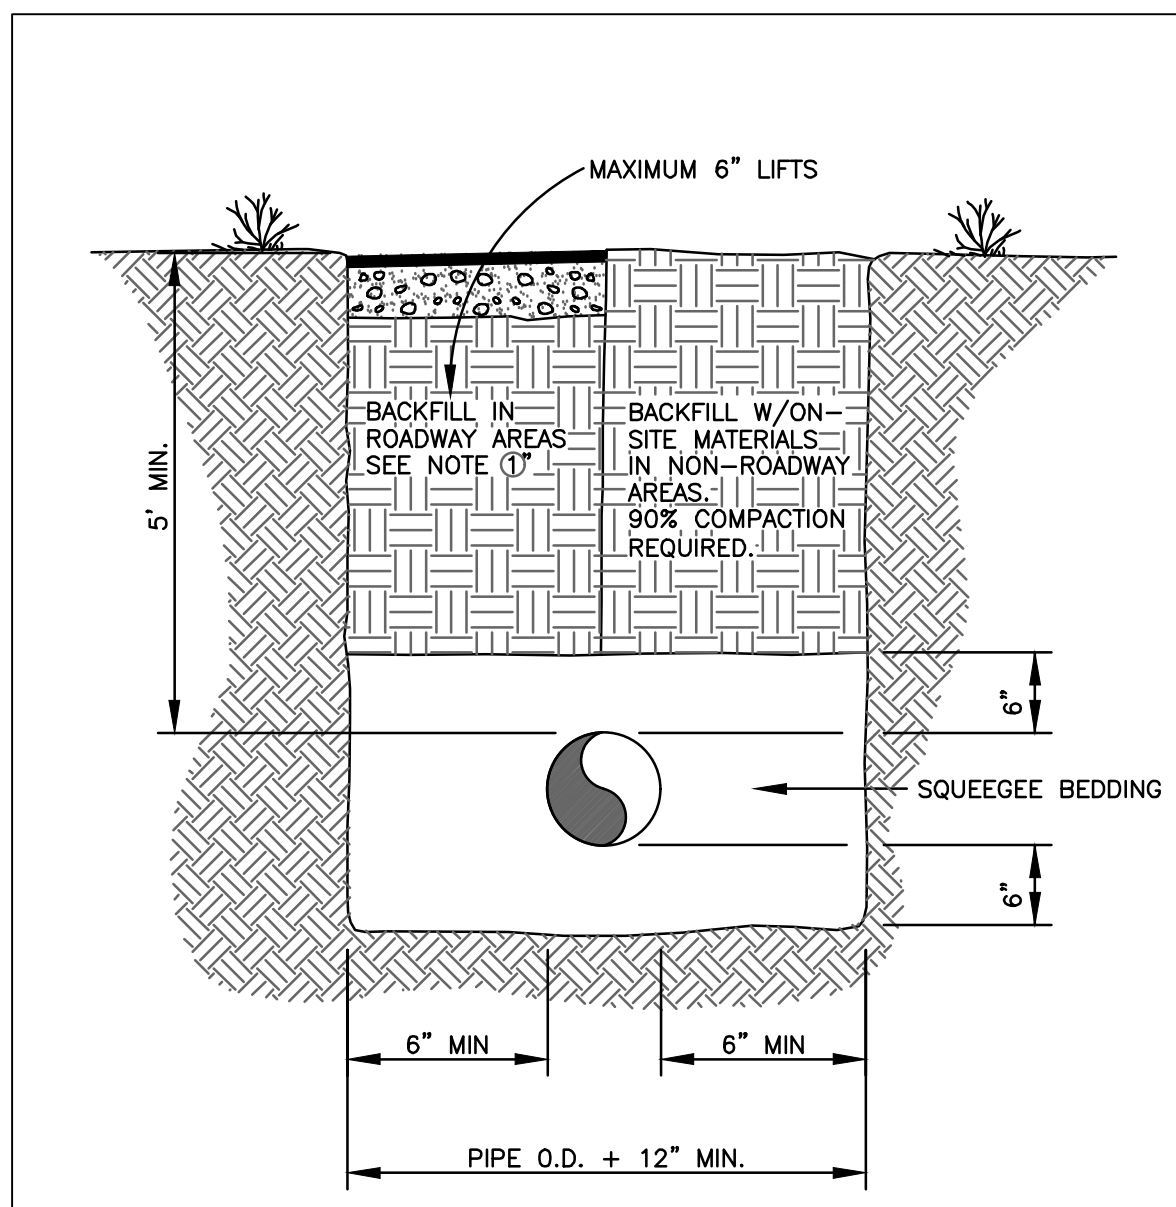 MAXIMUM 6" LIFTS
BACKFILL IN
ROADWAY AREAS
SEE NOTE 1"
BACKFILL W/ON-
SITE MATERIALS
IN NON-ROADWAY
AREAS.
90% COMPACTION
REQUIRED.
5' MIN.
6"
SQUEEGEE BEDDING
6"
6" MIN
6" MIN
PIPE O.D. + 12" MIN.